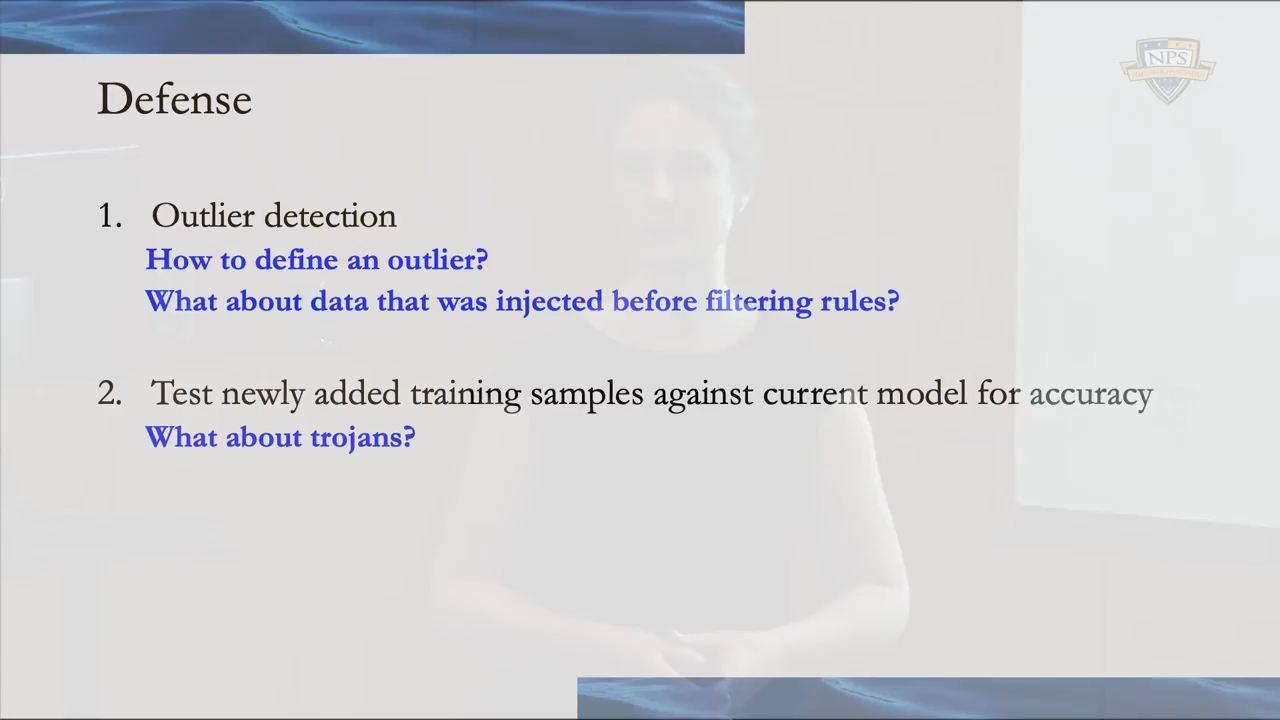 NPS
Defense
1. Outlier detection
How to define an outlier?
What about data that was injected before filtering rules?
2. Test newly added training samples against current model for accuracy
What about trojans?